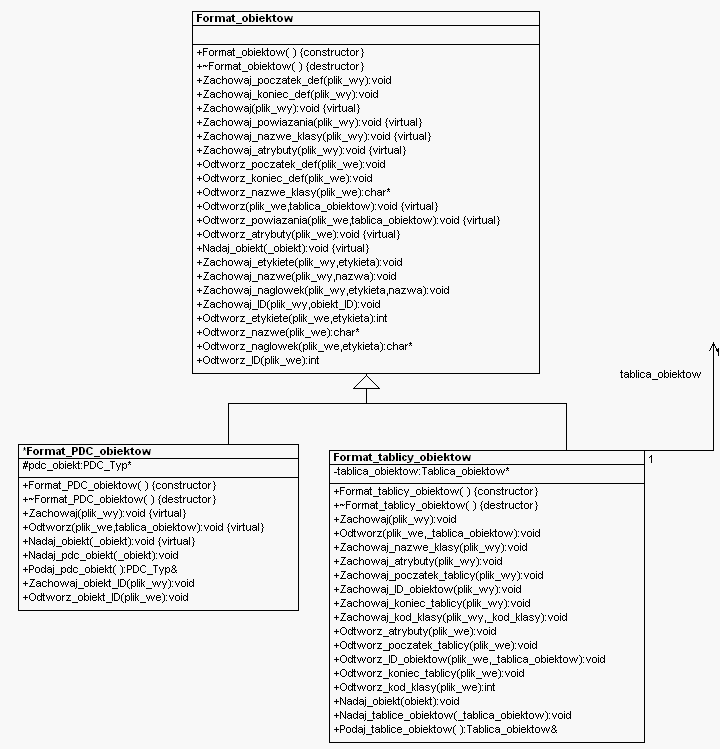 Format_obiektow
+Format_obiektow( ) {constructor}
+~Format_obiektow( ) {destructor}
+Zachowaj_poczatek_def(plik_wy):void
+Zachowaj_koniec_def(plik_wy):void
+Zachowaj(plik_wy):void {virtual}
+Zachowaj_powiazania(plik_wy):void {virtual}
+Zachowaj_nazwe_klasy(plik_wy):void {virtual}
+Zachowaj_atrybuty(plik_wy):void {virtual}
+Odtworz_poczatek_def(plik_we):void
+Odtworz_koniec_def(plik_we):void
+Odtworz_nazwe_klasy(plik_we):char*
+Odtworz(plik_we,tablica_obiektow):void {virtual}
+Odtworz_powiazania(plik_we,tablica_obiektow):void {virtual}
+Odtworz_atrybuty(plik_we):void {virtual}
+Nadaj_obiekt(_obiekt):void {virtual}
+Zachowaj_etykiete(plik_wy,etykieta):void
+Zachowaj_nazwe(plik_wy,nazwa):void
+Zachowaj_naglowek(plik_wy,etykieta,nazwa):void
+Zachowaj_ID(plik_wy,obiekt_ID):void
+Odtworz_etykiete(plik_we,etykieta):int
+Odtworz_nazwe(plik_we):char*
+Odtworz_naglowek(plik_we,etykieta):char*
+Odtworz_ID(plik_we):int
tablica_obiektow
1
*Format_PDC_obiektow
#pdc_obiekt:PDC_Typ*
+Format_PDC_obiektow( ) {constructor}
+~Format_PDC_obiektow( ) {destructor}
+Zachowaj(plik_wy):void {virtual}
+Odtworz(plik_we,tablica_obiektow):void {virtual}
+Nadaj_obiekt(_obiekt):void {virtual}
+Nadaj_pdc_obiekt(_obiekt):void
+Podaj_pdc_obiekt( ):PDC_Typ&
+Zachowaj_obiekt_ID(plik_wy):void
+Odtworz_obiekt_ID(plik_we):void
Format_tablicy_obiektow
-tablica_obiektow:Tablica_obiektow*
+Format_tablicy_obiektow( ) {constructor}
+~Format_tablicy_obiektow( ) {destructor}
+Zachowaj(plik_wy):void
+Odtworz(plik_we,_tablica_obiektow):void
+Zachowaj_nazwe_klasy(plik_wy):void
+Zachowaj_atrybuty(plik_wy):void
+Zachowaj_poczatek_tablicy(plik_wy):void
+Zachowaj_ID_obiektow(plik_wy):void
+Zachowaj_koniec_tablicy(plik_wy):void
+Zachowaj_kod_klasy(plik_wy,_kod_klasy):void
+Odtworz_atrybuty(plik_we):void
+Odtworz_poczatek_tablicy(plik_we):void
+Odtworz_ID_obiektow(plik_we,_tablica_obiektow):void
+Odtworz_koniec_tablicy(plik_we):void
+Odtworz_kod_klasy(plik_we):int
+Nadaj_obiekt(obiekt):void
+Nadaj_tablice_obiektow(_tablica_obiektow):void
+Podaj_tablice_obiektow( ):Tablica_obiektow&